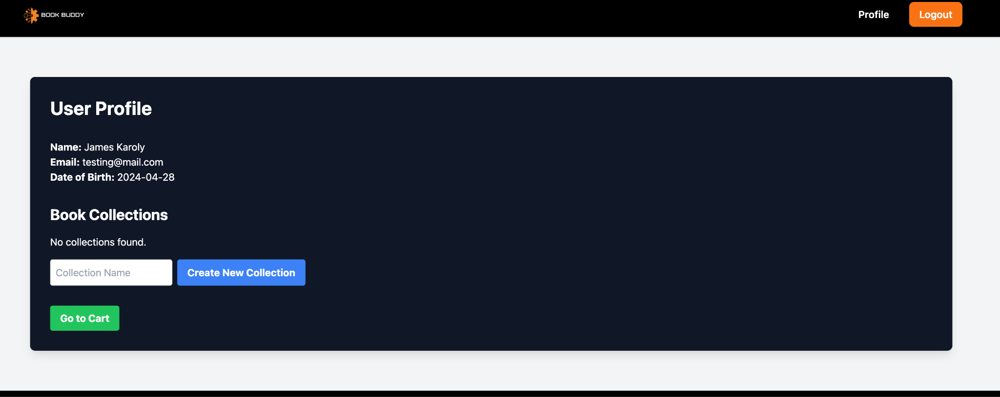 BOOK BUDDY
Profile
Logout
User Profile
Name: James Karoly
Email: testing@mail.com
Date of Birth: 2024-04-28
Book Collections
No collections found.
Collection Name
Create New Collection
Go to Cart